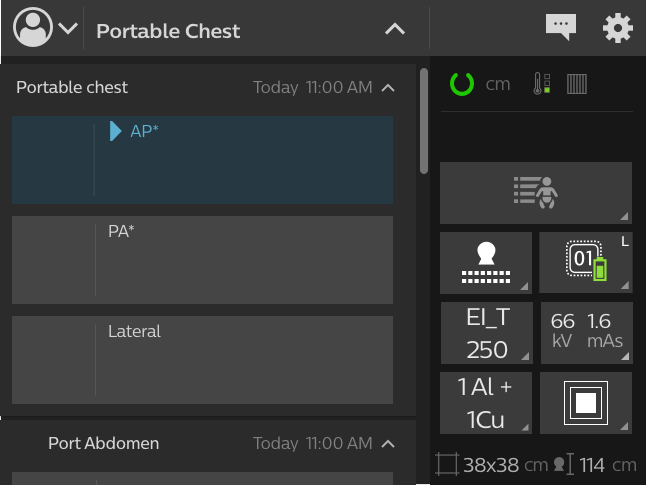 Portable Chest
Portable chest Today 11:00 AM
AP*
PA*
Lateral
Port Abdomen Today 11:00 AM
cm
01 L
EI_T
250
66 1.6
kV mAs
1 Al +
1Cu
38x38 cm 114 cm